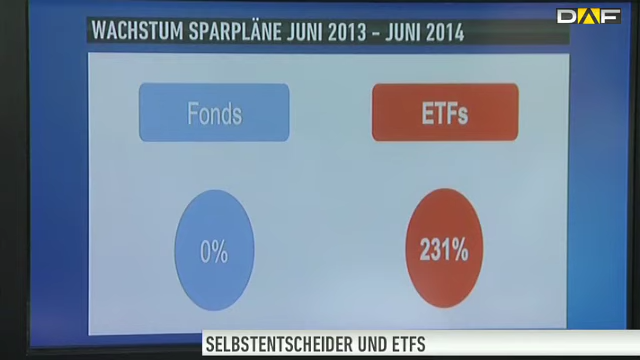 DAF
WACHSTUM SPARPLÄNE JUNI 2013 - JUNI 2014
Fonds
ETFs
0%
231%
SELBSTENTSCHEIDER UND ETFS